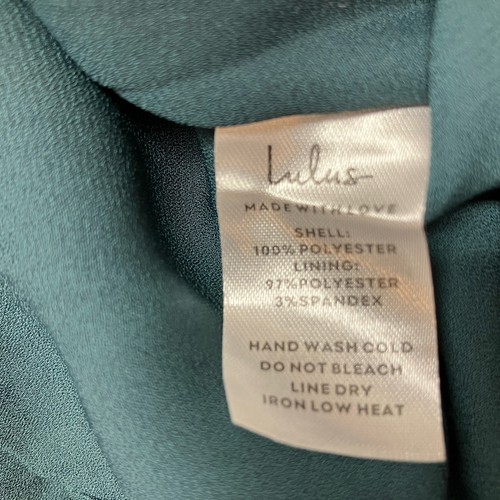 Lulus
MADE WITH LOVE
SHELL:
100% POLYESTER
LINING:
97% POLYESTER
3% SPANDEX
HAND WASH COLD
DO NOT BLEACH
LINE DRY
IRON LOW HEAT